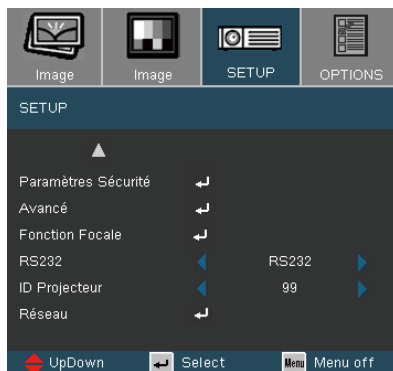 Image Image SETUP OPTIONS
SETUP
Paramètres Sécurité
Avancé
Fonction Focale
RS232 RS232
ID Projecteur 99
Réseau
UpDown Select Menu Menu off